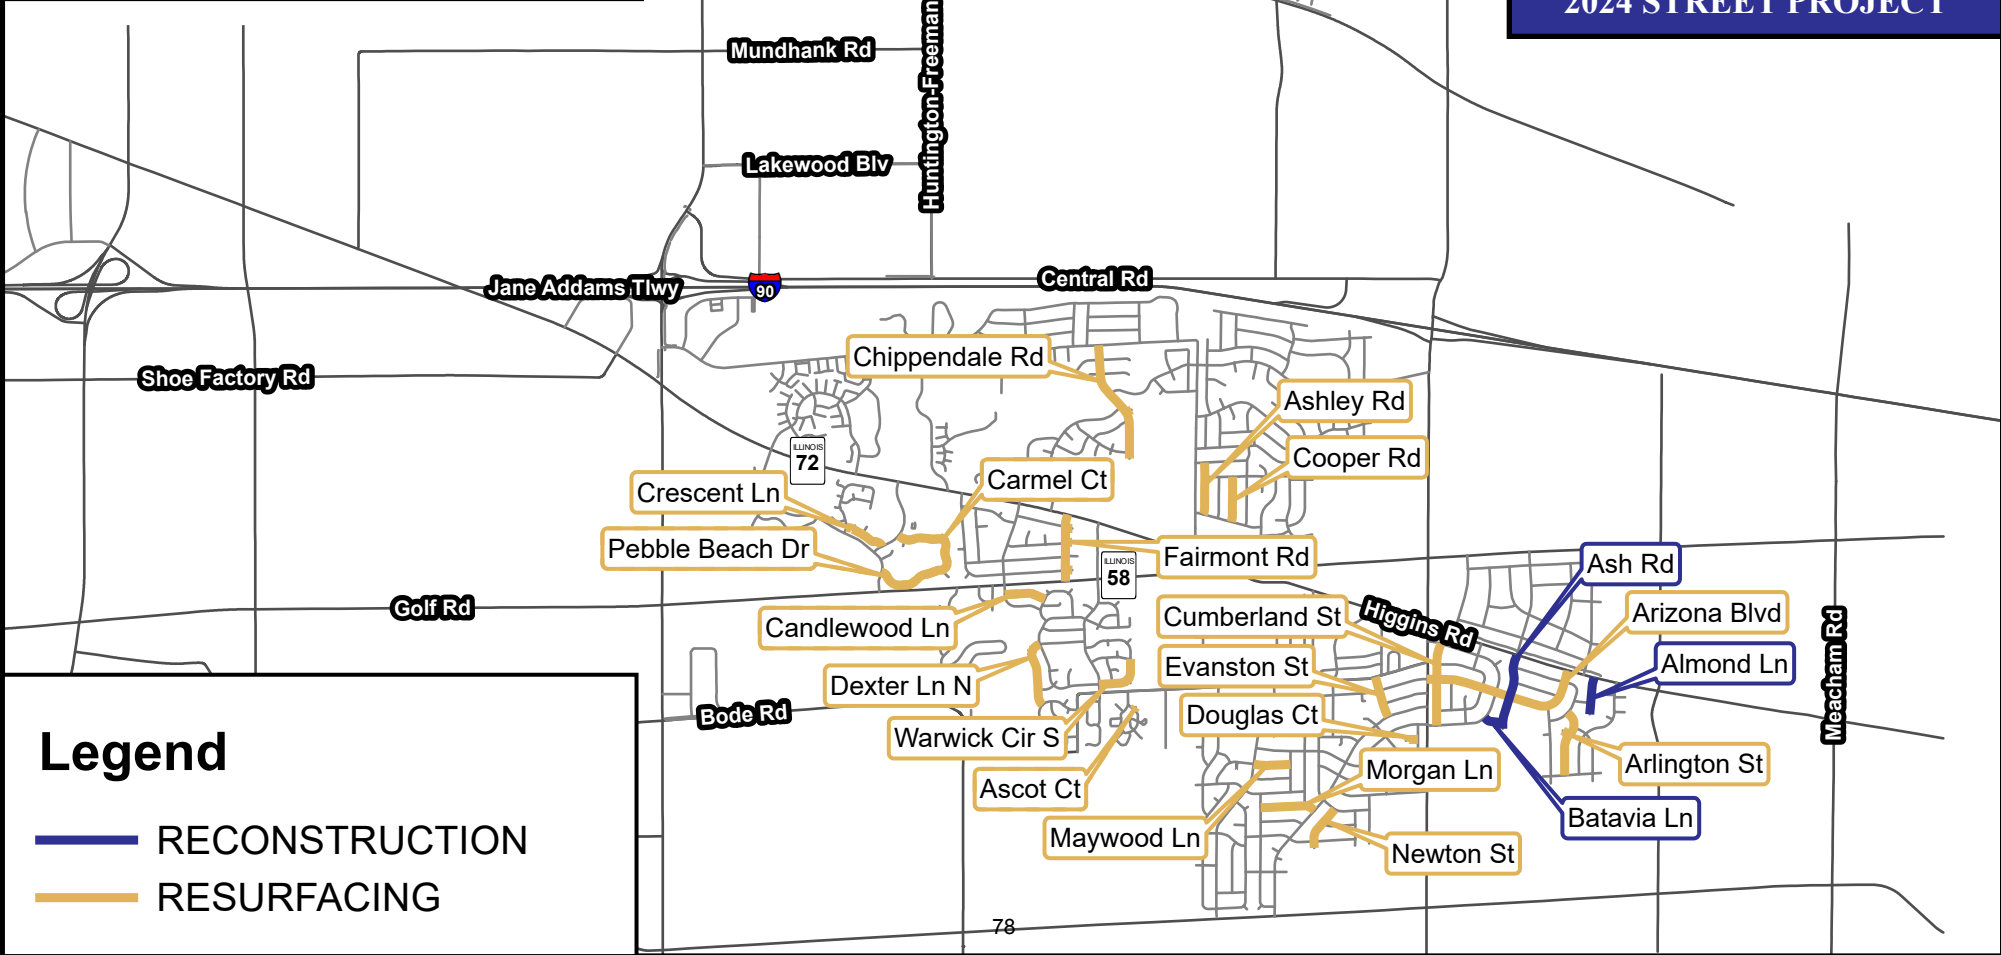 2024 STREET PROJECT
Mundhank Rd
Huntington-Freeman
Lakewood Blv
Jane Addams Tlwy
90
Central Rd
Shoe Factory Rd
Chippendale Rd
Ashley Rd
Cooper Rd
ILLINOIS
72
Carmel Ct
Crescent Ln
Pebble Beach Dr
Fairmont Rd
ILLINOIS
58
Ash Rd
Golf Rd
Candlewood Ln
Cumberland St
Higgins Rd
Arizona Blvd
Meacham Rd
Evanston St
Almond Ln
Dexter Ln N
Bode Rd
Douglas Ct
Warwick Cir S
Ascot Ct
Morgan Ln
Arlington St
Maywood Ln
Batavia Ln
Newton St
Legend
RECONSTRUCTION
RESURFACING
78